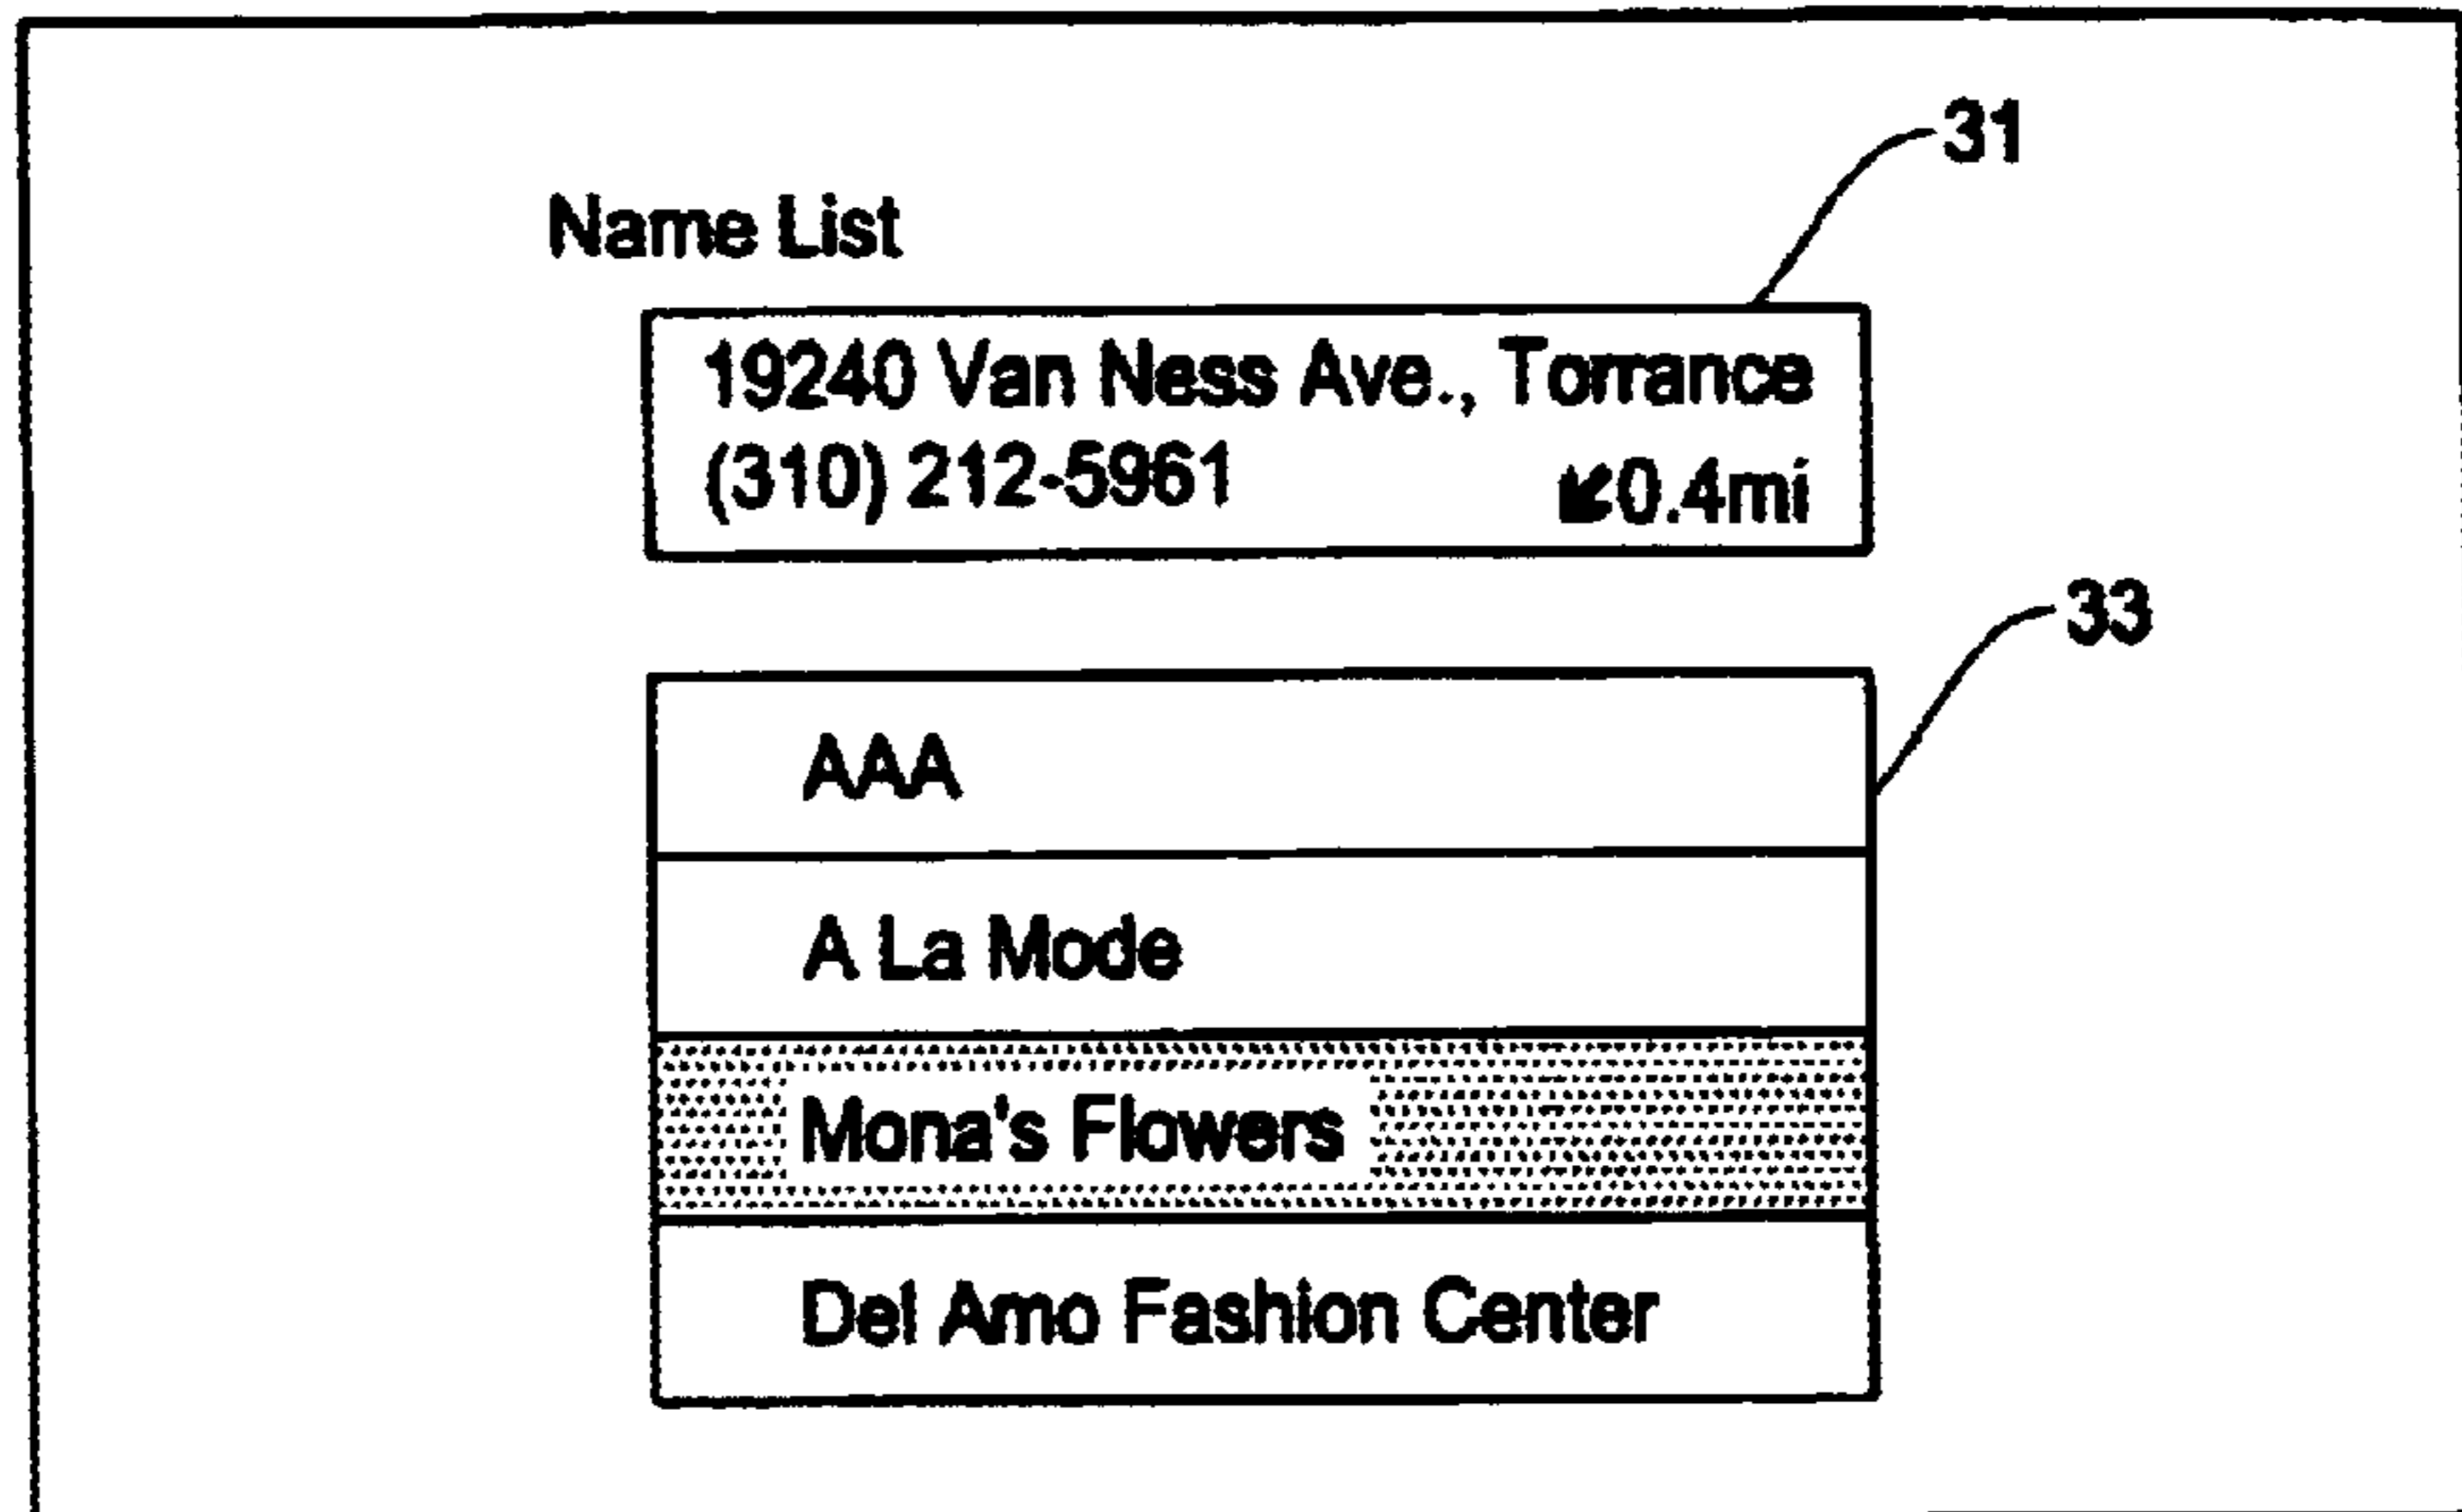 31
Name List
19240 Van Ness Ave., Torrance
(310) 212-5961 ↙0.4mi
33
AAA
A La Mode
Mona's Flowers
Del Amo Fashion Center